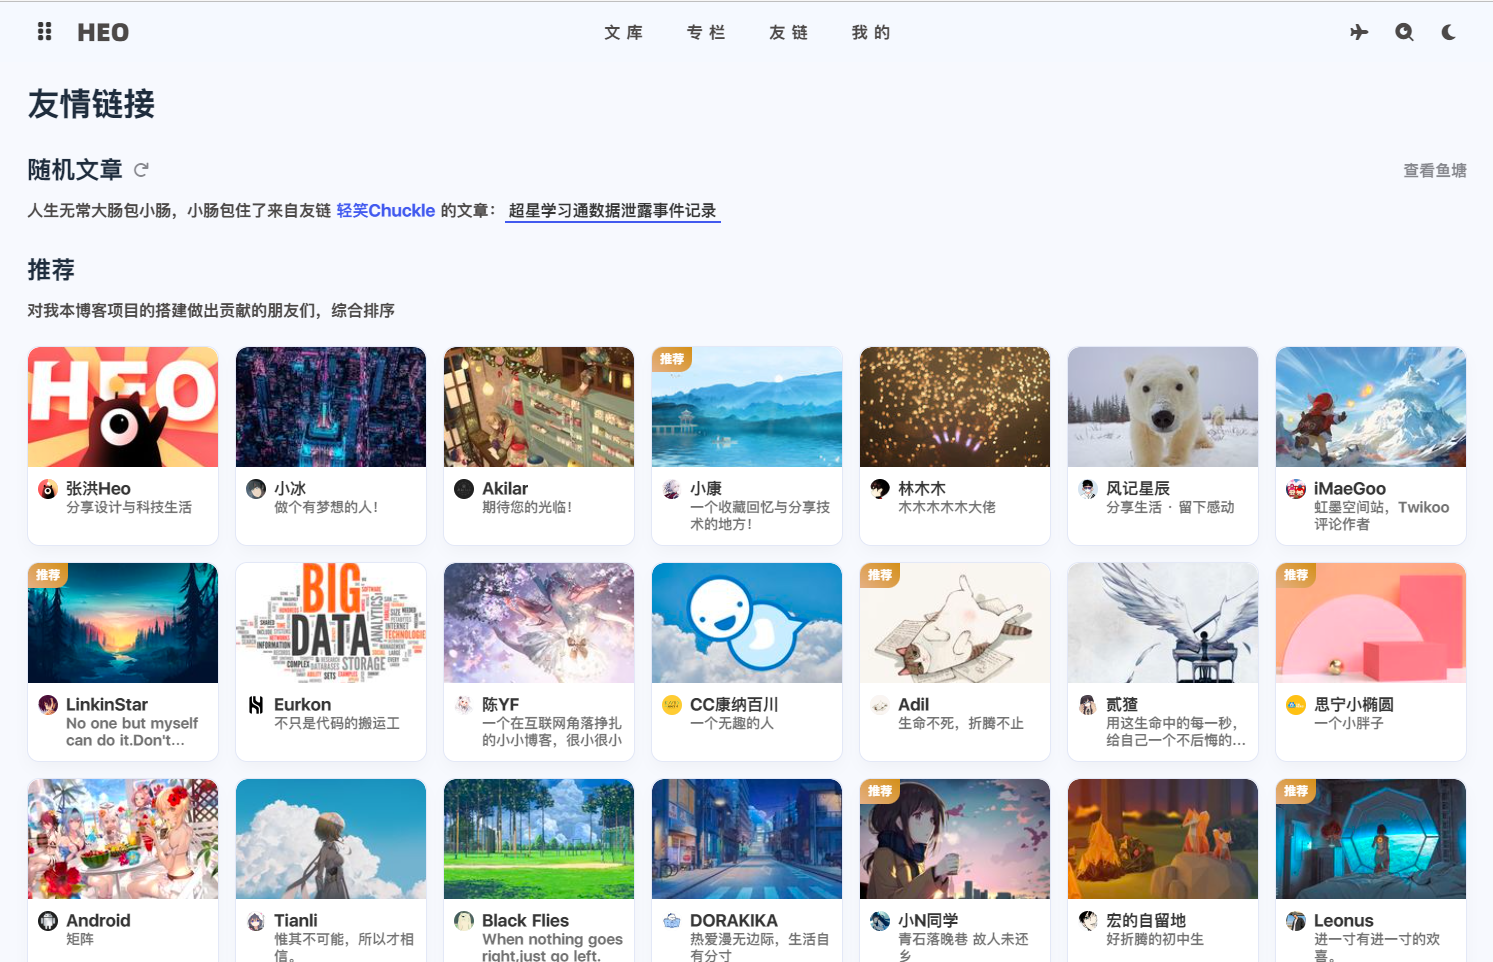 HEO
文库 专栏 友链 我的
友情链接
随机文章
查看鱼塘
人生无常大肠包小肠，小肠包住了来自友链 轻笑Chuckle 的文章： 超星学习通数据泄露事件记录
推荐
对我本博客项目的搭建做出贡献的朋友们，综合排序
HEO
张洪Heo
分享设计与科技生活
小冰
做个有梦想的人！
Akilar
期待您的光临！
推荐
小康
一个收藏回忆与分享技
术的地方！
林木木
木木木木木大佬
风记星辰
分享生活 · 留下感动
iMaeGoo
虹墨空间站，Twikoo
评论作者
推荐
LinkinStar
No one but myself
can do it.Don't...
BIG
DATA
ANALYTICS
SOFTWARE
SIZE
INTERNET
TECHNOLOGIES
INFORMATION
COMPLEX
DATABASES
STORAGE
SETS
EXAMPLES
Eurkon
不只是代码的搬运工
陈YF
一个在互联网角落挣扎
的小小博客，很小很小
CC康纳百川
一个无趣的人
推荐
Adil
生命不死，折腾不止
贰猹
用这生命中的每一秒，
给自己一个不后悔的...
推荐
思宁小椭圆
一个小胖子
Android
矩阵
Tianli
惟其不可能，所以才相
信。
Black Flies
When nothing goes
right,just go left.
DORAKIKA
热爱漫无边际，生活自
有分寸
推荐
小N同学
青石落晚巷 故人未还
乡
宏的自留地
好折腾的初中生
推荐
Leonus
进一寸有进一寸的欢
喜。